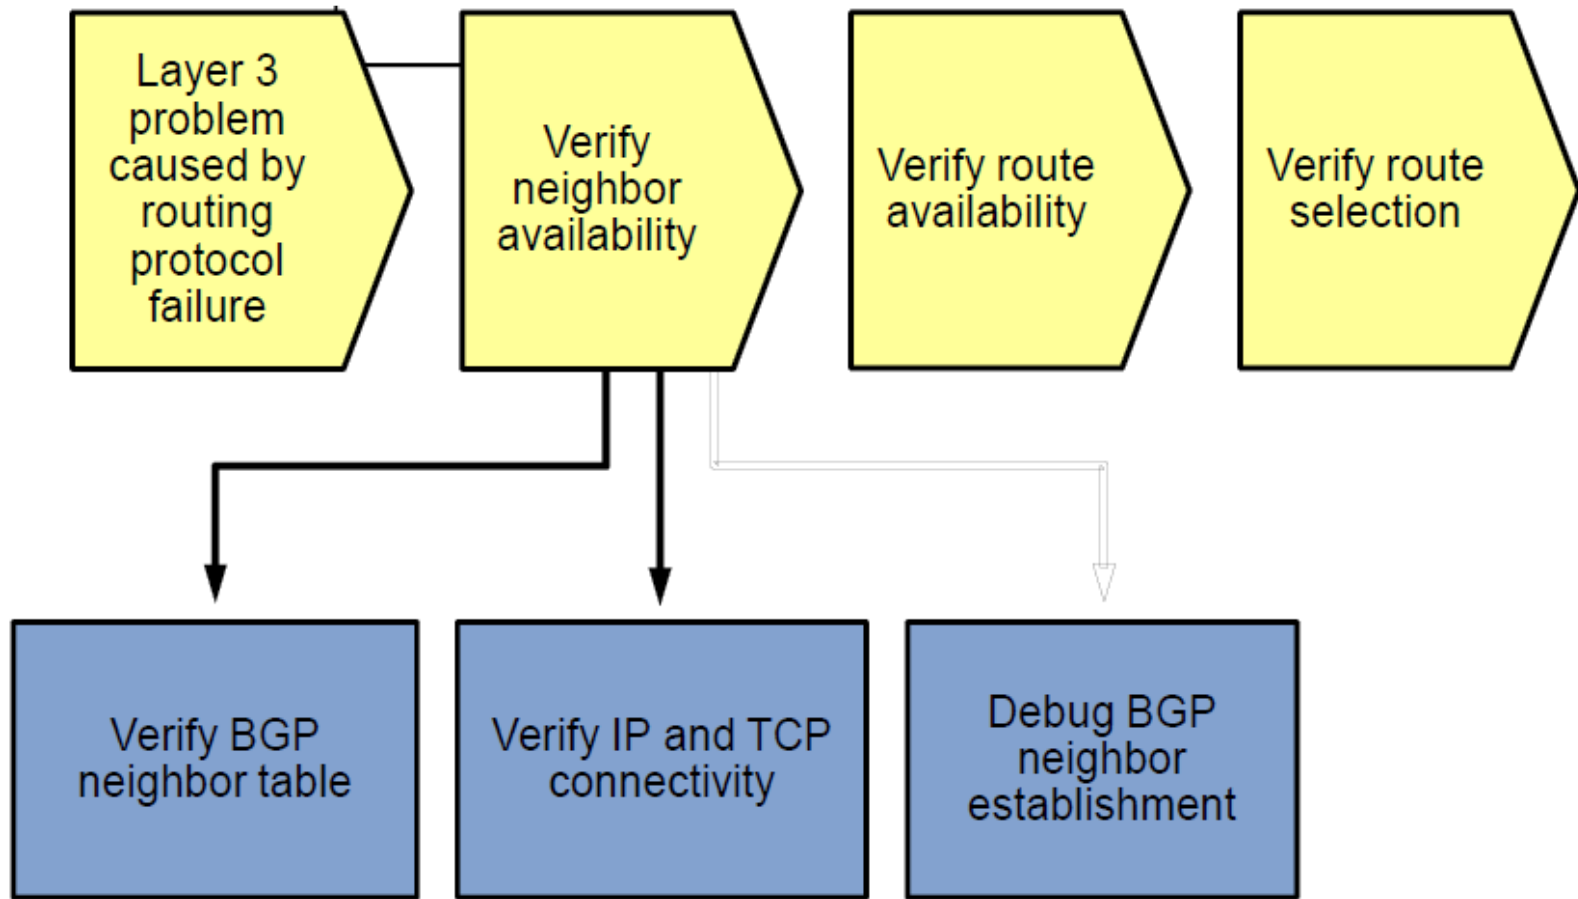 Layer 3
problem
caused by
routing
protocol
failure
Verify
neighbor
availability
Verify route
availability
Verify route
selection
Verify BGP
neighbor table
Verify IP and TCP
connectivity
Debug BGP
neighbor
establishment